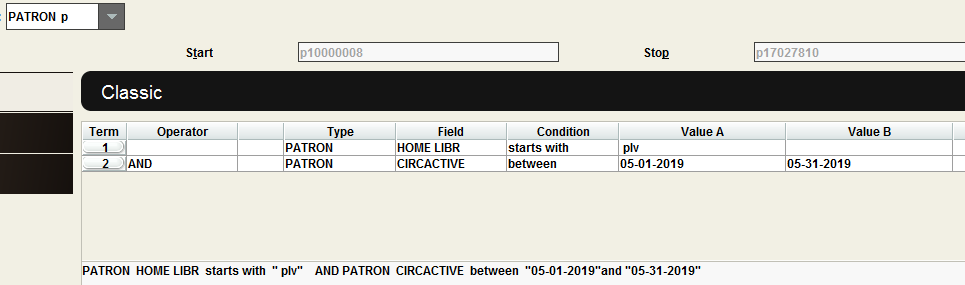 : PATRON p
Start p10000008 Stop p17027810
Classic
Term Operator Type Field Condition Value A Value B
1 PATRON HOME LIBR starts with plv
2 AND PATRON CIRCACTIVE between 05-01-2019 05-31-2019
PATRON HOME LIBR starts with " plv" AND PATRON CIRCACTIVE between "05-01-2019"and "05-31-2019"